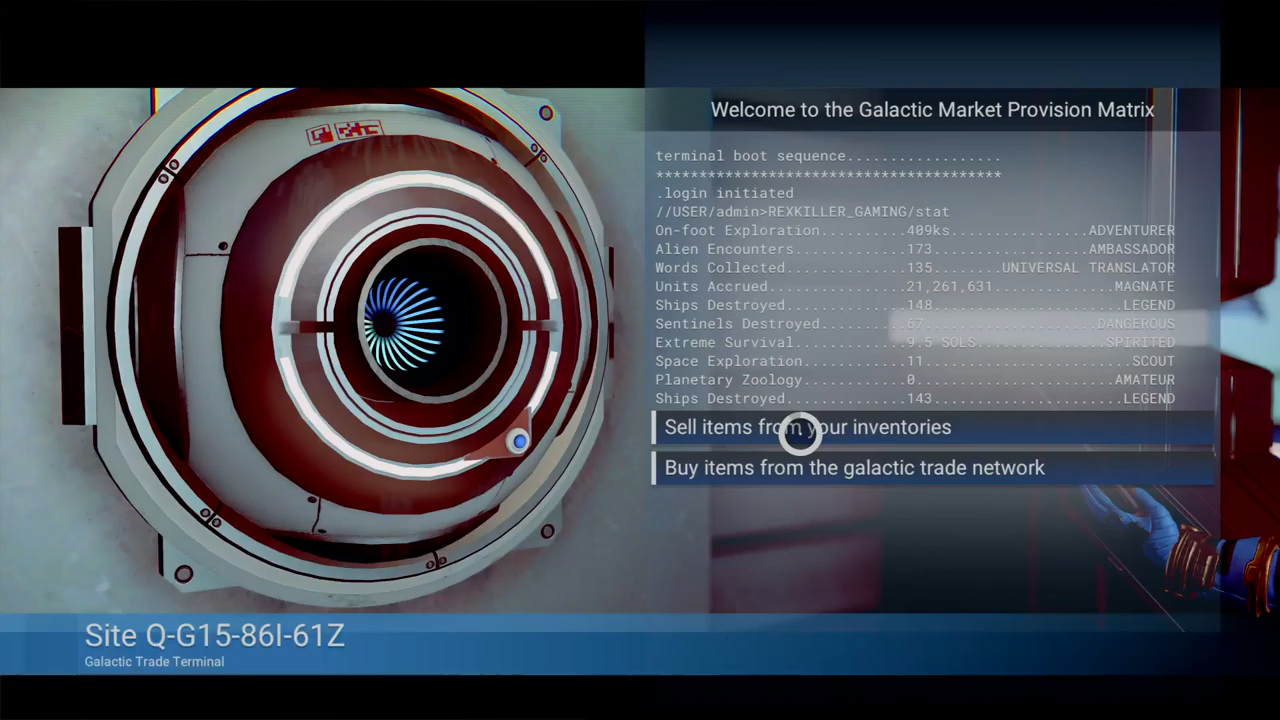 Welcome to the Galactic Market Provision Matrix
terminal boot sequence..................
****************************************
.login initiated
//USER/admin>REXKILLER_GAMING/stat
On-foot Exploration..........409ks................ADVENTURER
Alien Encounters.............173..................AMBASSADOR
Words Collected..............135........UNIVERSAL TRANSLATOR
Units Accrued................21,261,631..............MAGNATE
Ships Destroyed..............148......................LEGEND
Sentinels Destroyed..........67....................DANGEROUS
Extreme Survival.............9.5 SOLS...............SPIRITED
Space Exploration............11........................SCOUT
Planetary Zoology............0.......................AMATEUR
Ships Destroyed..............143......................LEGEND
Sell items from your inventories
Buy items from the galactic trade network
Site Q-G15-86I-61Z
Galactic Trade Terminal